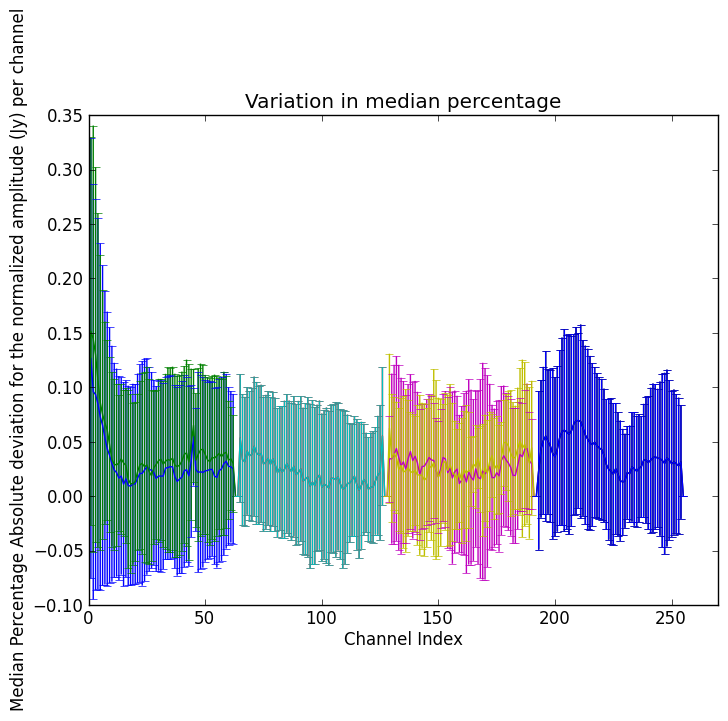 Variation in median percentage
Median Percentage Absolute deviation for the normalized amplitude (Jy) per channel
0.35
0.30
0.25
0.20
0.15
0.10
0.05
0.00
−0.05
−0.10
0 50 100 150 200 250
Channel Index